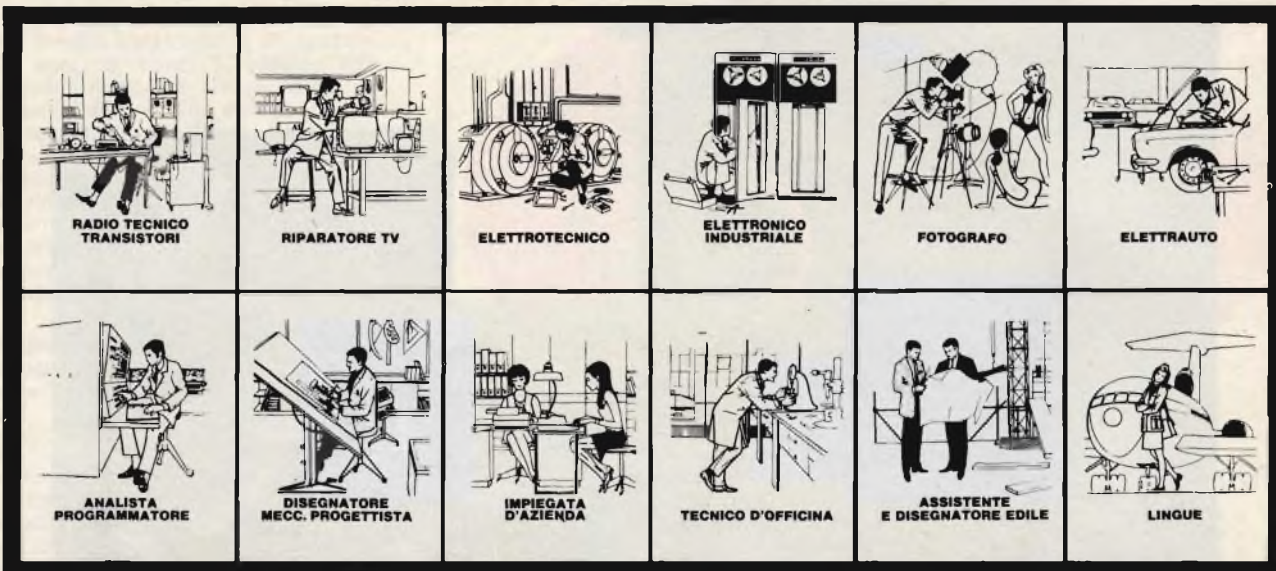 RADIO TECNICO
TRANSISTORI
RIPARATORE TV
ELETTROTECNICO
ELETTRONICO
INDUSTRIALE
FOTOGRAFO
ELETTRAUTO
ANALISTA
PROGRAMMATORE
DISEGNATORE
MECC. PROGETTISTA
IMPIEGATA
D'AZIENDA
TECNICO D'OFFICINA
ASSISTENTE
E DISEGNATORE EDILE
LINGUE